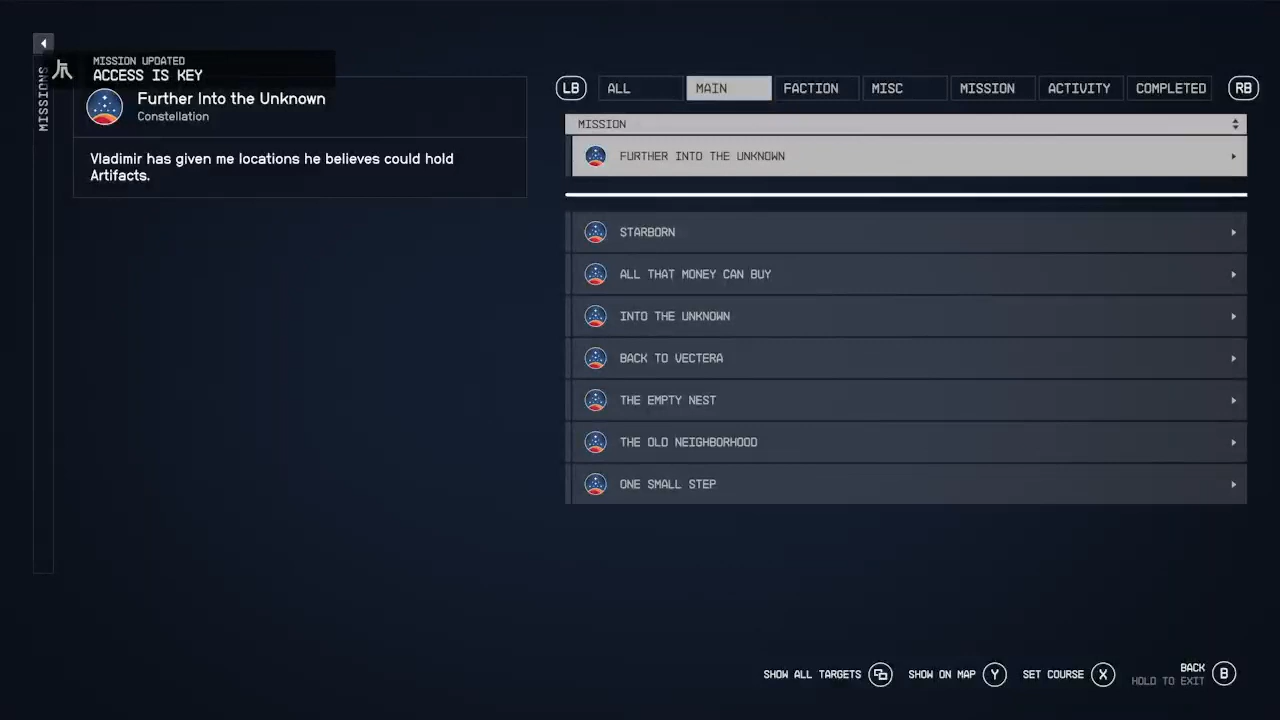 MISSIONS
MISSION UPDATED
ACCESS IS KEY
Further Into the Unknown
Constellation
Vladimir has given me locations he believes could hold
Artifacts.
LB
ALL
MAIN
FACTION
MISC
MISSION
ACTIVITY
COMPLETED
RB
MISSION
FURTHER INTO THE UNKNOWN
STARBORN
ALL THAT MONEY CAN BUY
INTO THE UNKNOWN
BACK TO VECTERA
THE EMPTY NEST
THE OLD NEIGHBORHOOD
ONE SMALL STEP
SHOW ALL TARGETS
SHOW ON MAP Y
SET COURSE X
BACK B
HOLD TO EXIT